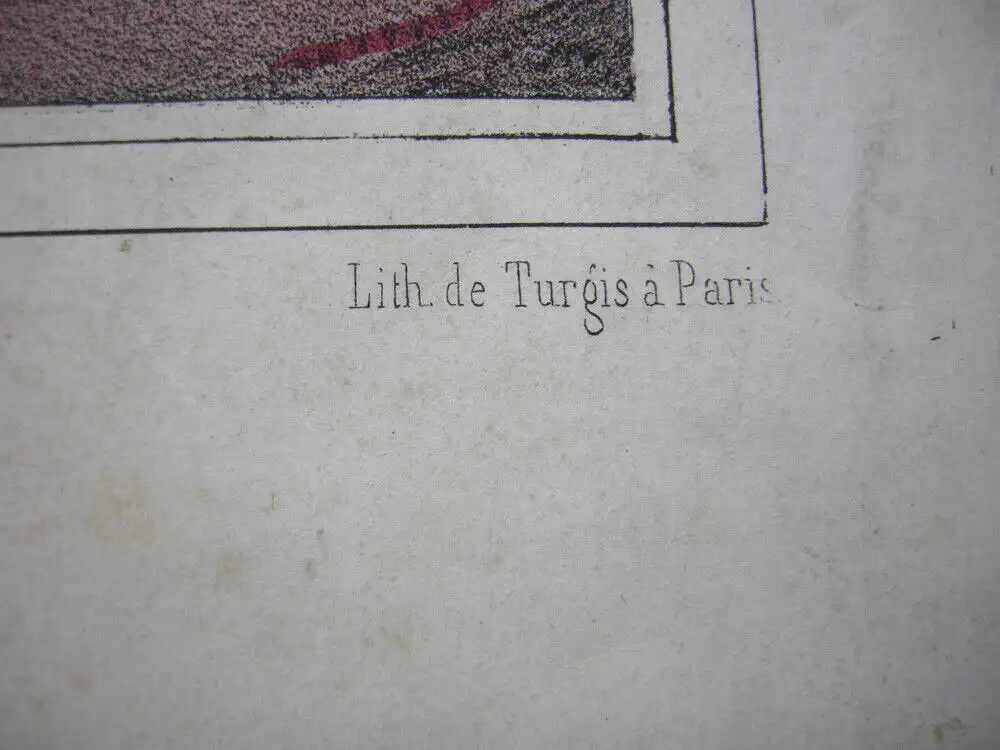 Lith. de Turgis à Paris